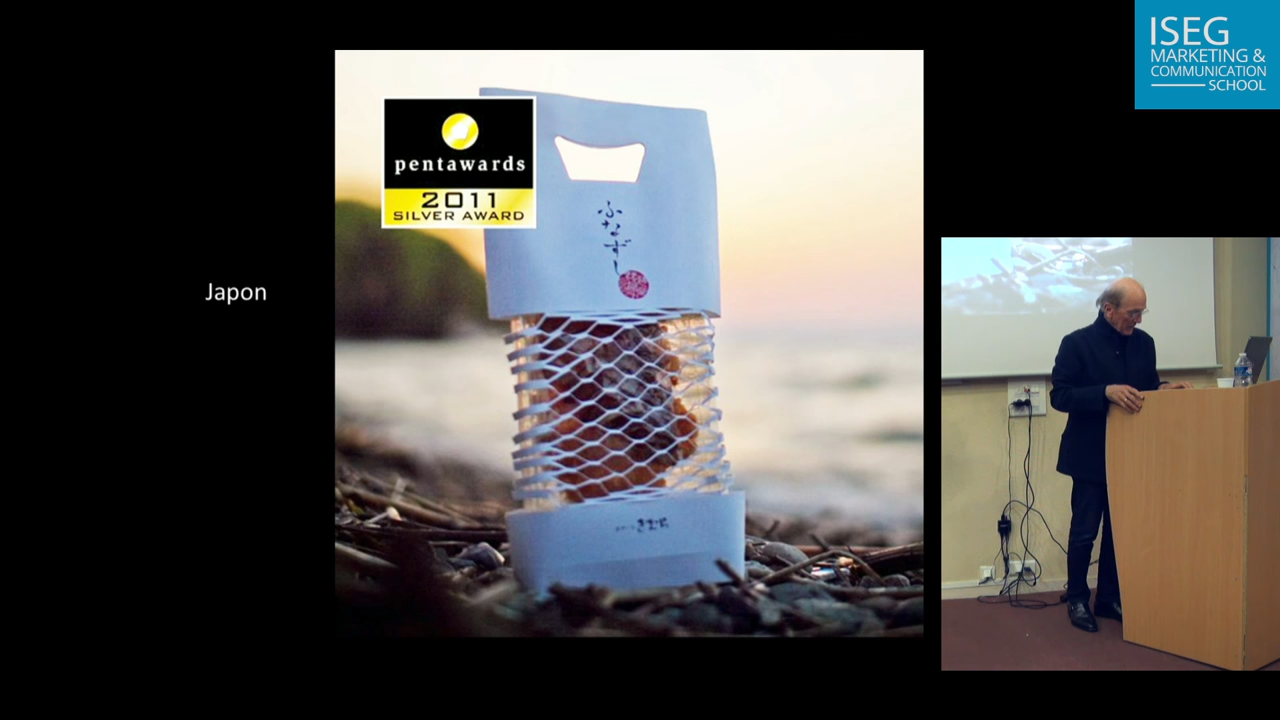 ISEG
MARKETING &
COMMUNICATION
SCHOOL
pentawards
2011
SILVER AWARD
ふなずし
Japon